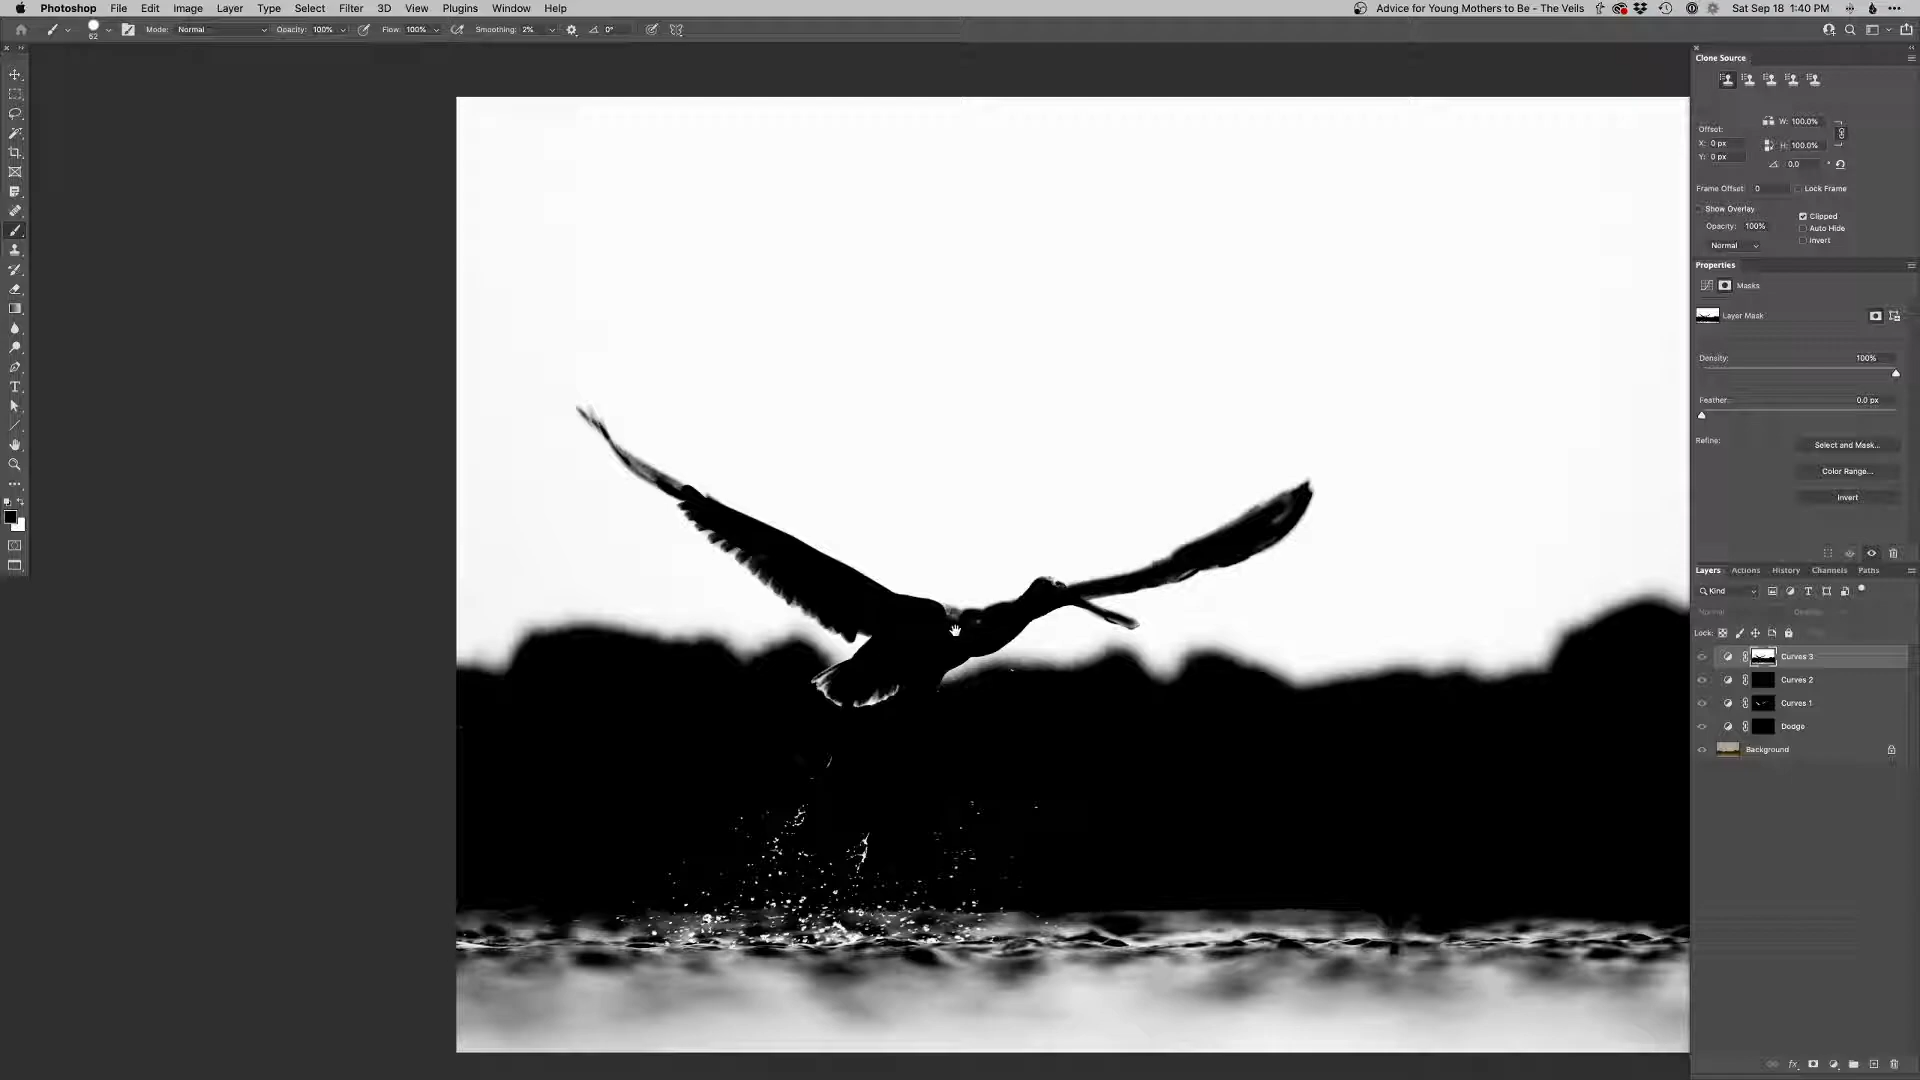 Photoshop File Edit Image Layer Type Select Filter 3D View Plugins Window Help Advice for Young Mothers to Be - The Veils Sat Sep 18 1:40 PM
62 Mode: Normal Opacity: 100% Flow: 100% Smoothing: 2% 0°
Clone Source
W: 100.0%
Offset:
X: 0 px
H: 100.0%
Y: 0 px
0.0 °
Frame Offset: 0 Lock Frame
Show Overlay
Clipped
Opacity: 100%
Auto Hide
Invert
Normal
Properties
Masks
Layer Mask
Density: 100%
Feather: 0.0 px
Refine:
Select and Mask...
Color Range...
Invert
Layers Actions History Channels Paths
Kind
Normal
Lock:
Curves 3
Curves 2
Curves 1
Dodge
Background
fx